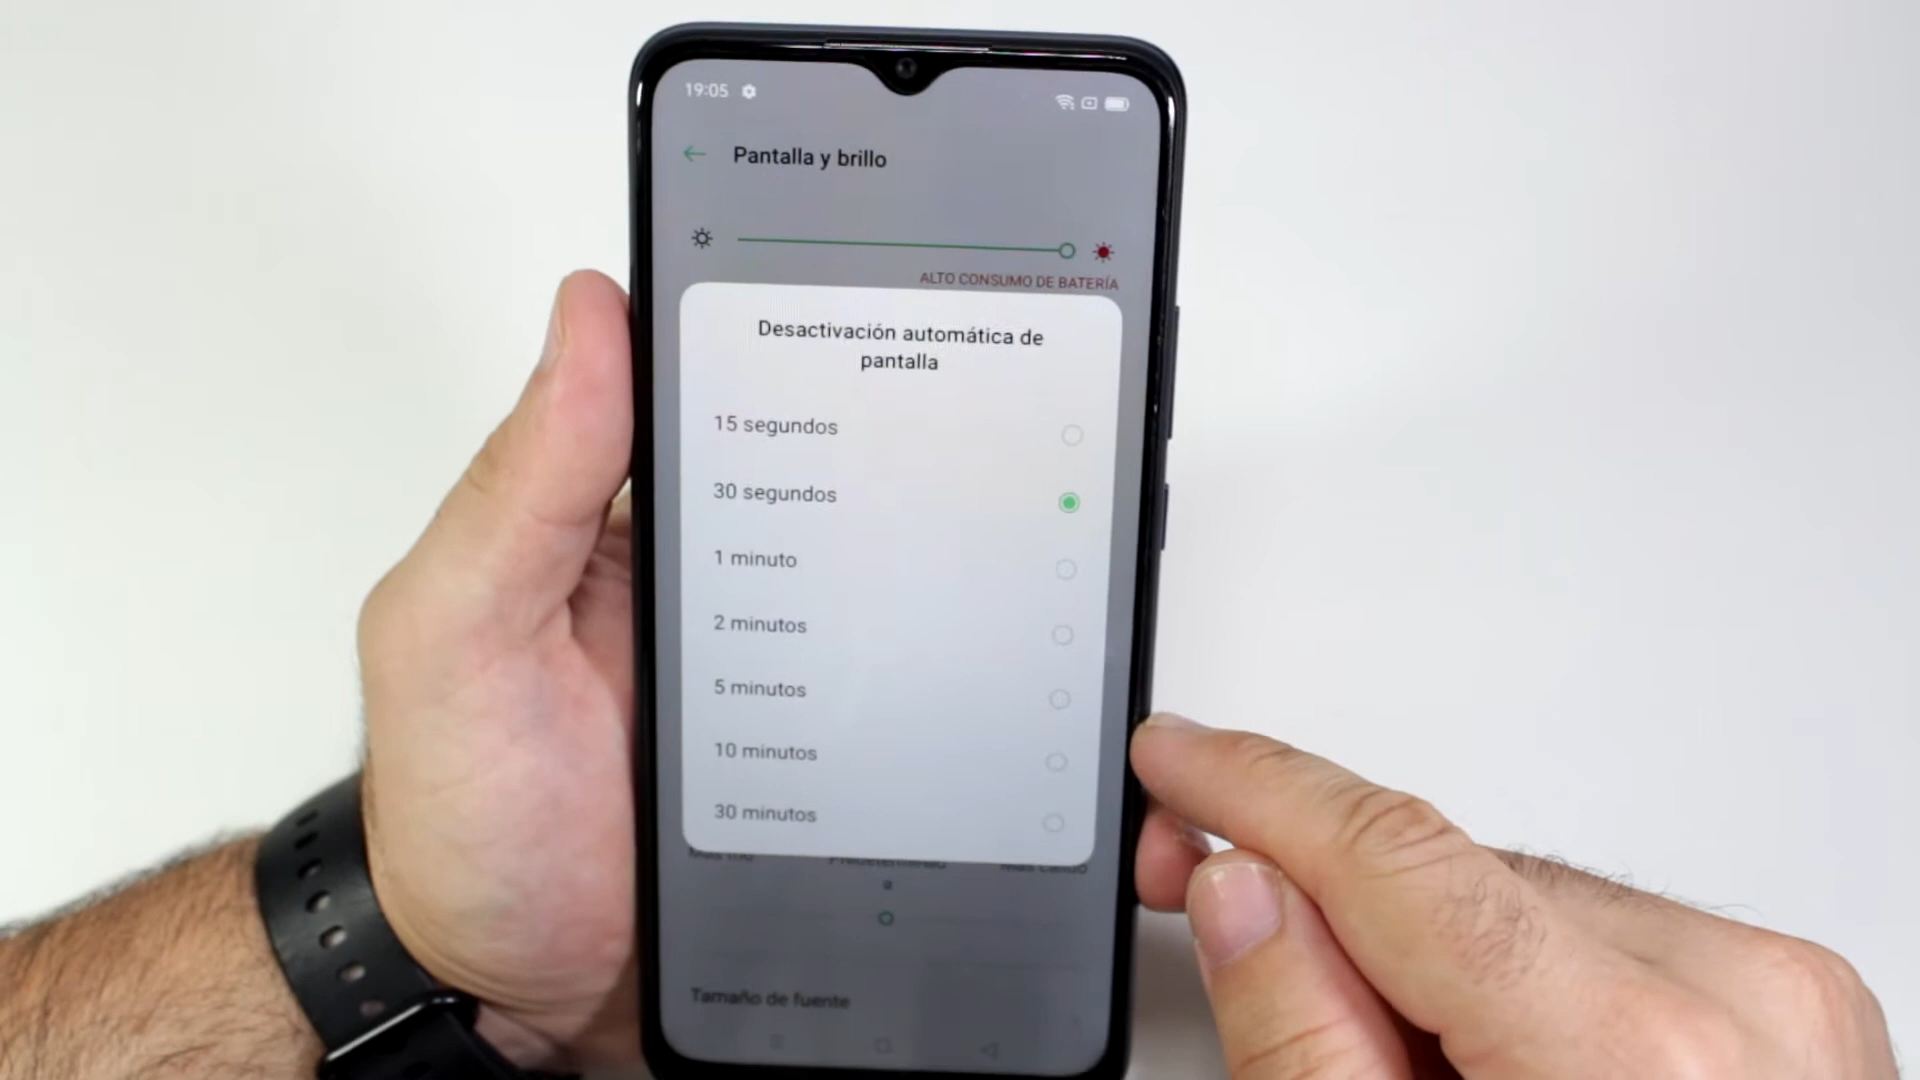 19:05
Pantalla y brillo
ALTO CONSUMO DE BATERÍA
Desactivación automática de
pantalla
15 segundos
30 segundos
1 minuto
2 minutos
5 minutos
10 minutos
30 minutos
Predeterminad
a
Tamaño de fuente